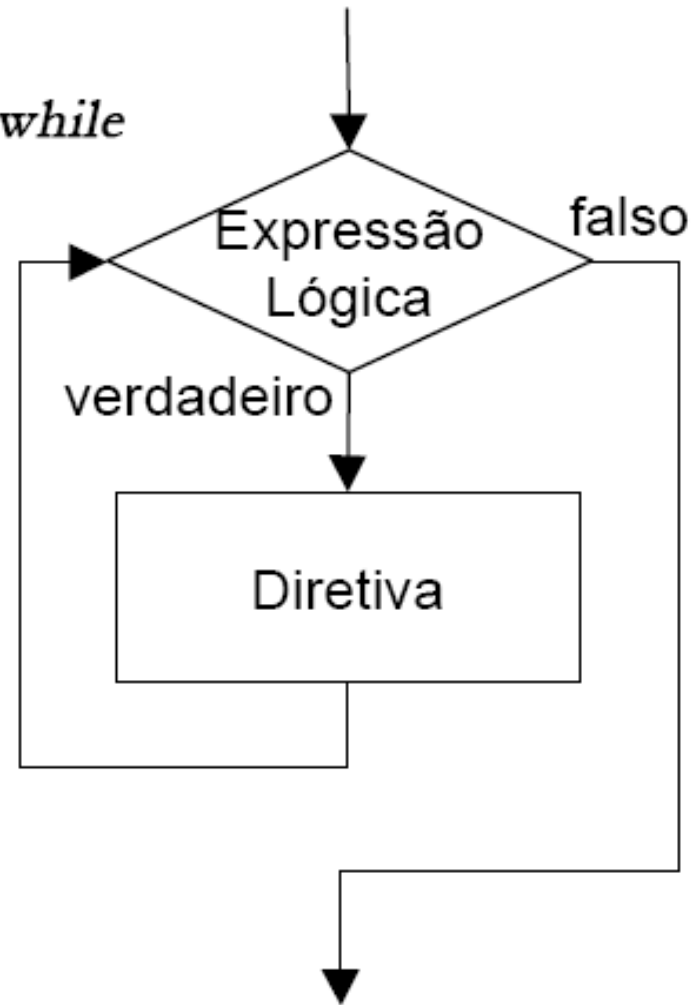 while
Expressão
Lógica
falso
verdadeiro
Diretiva